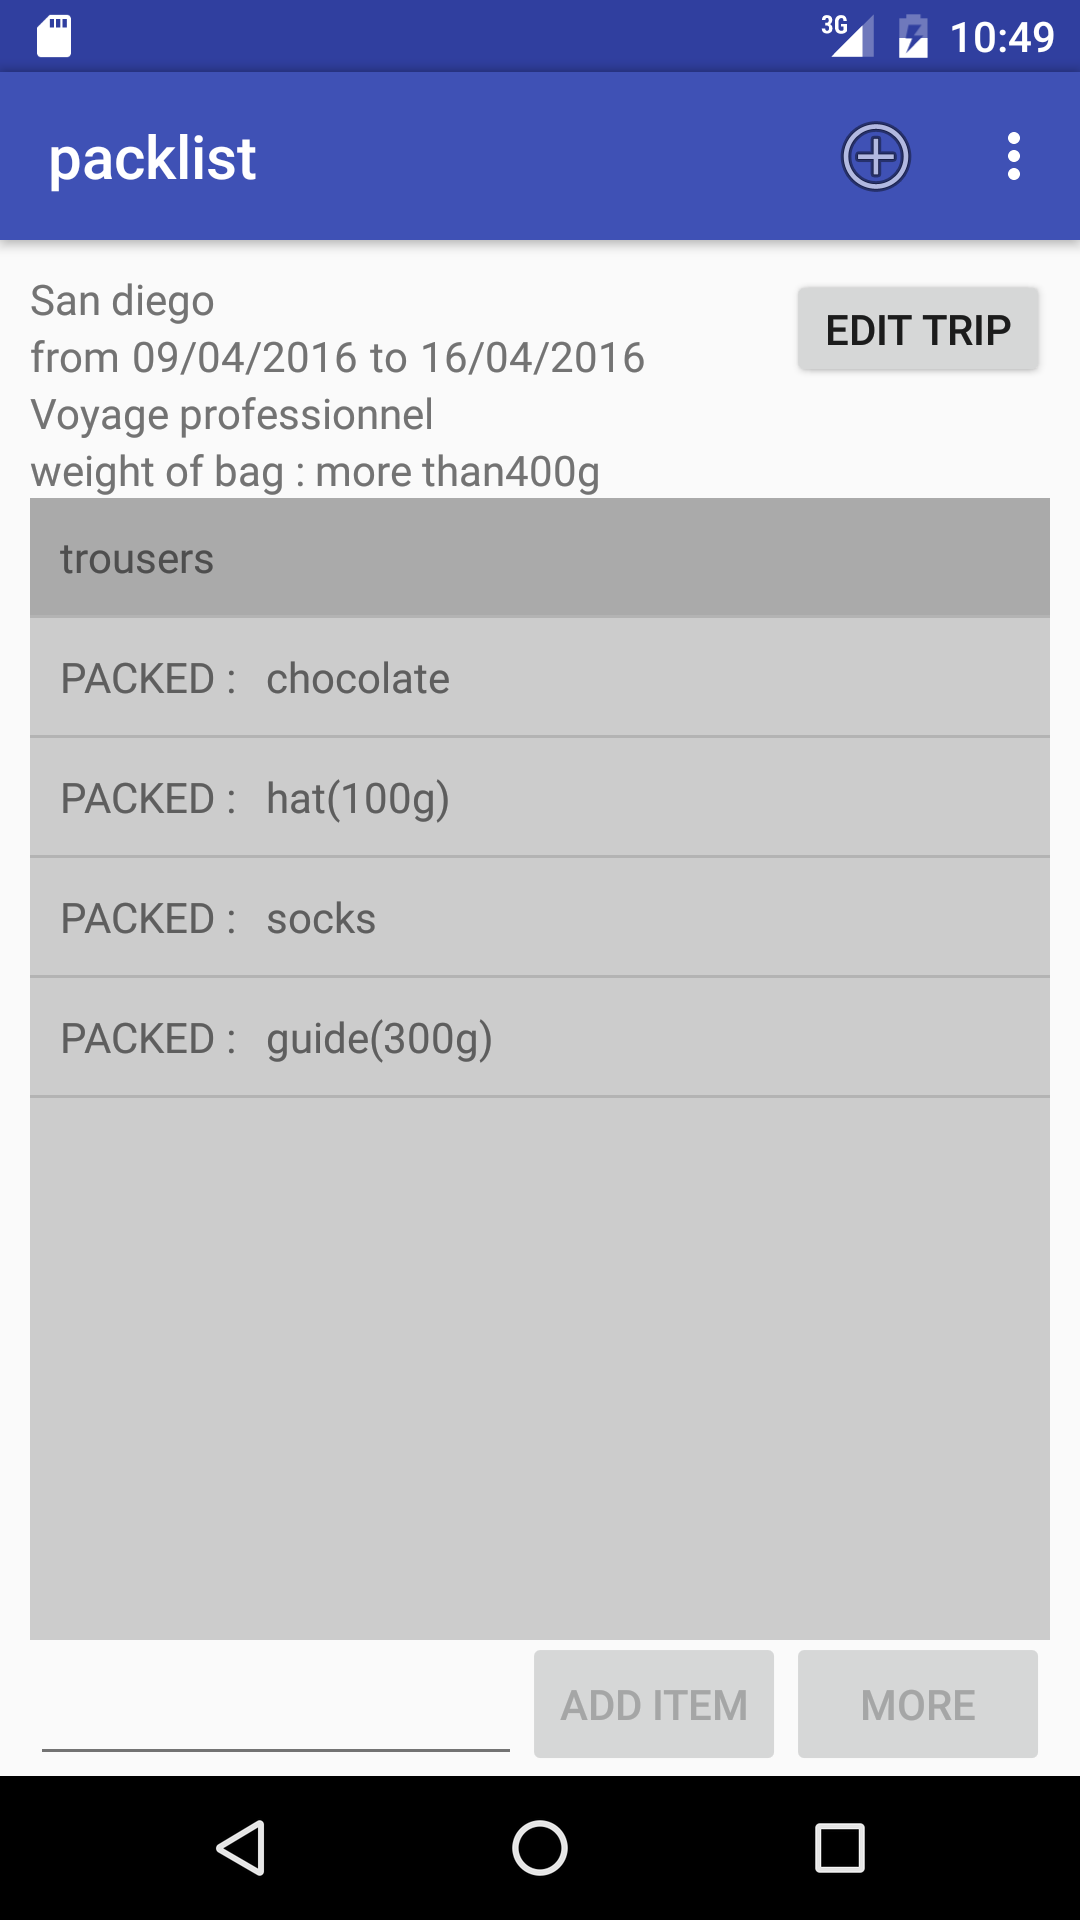 3G 10:49
packlist
San diego
EDIT TRIP
from 09/04/2016 to 16/04/2016
Voyage professionnel
weight of bag : more than400g
trousers
PACKED : chocolate
PACKED : hat(100g)
PACKED : socks
PACKED : guide(300g)
ADD ITEM MORE